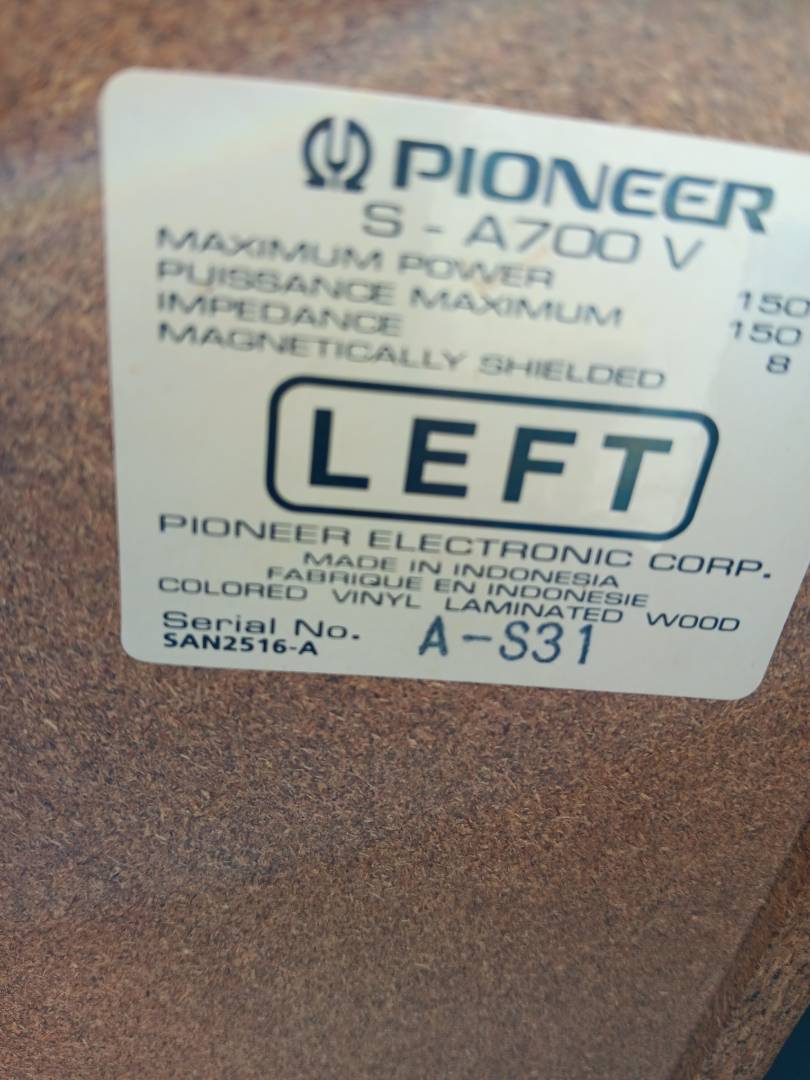 PIONEER
S - A700 V
MAXIMUM POWER 150
PUISSANCE MAXIMUM 150
IMPEDANCE 8
MAGNETICALLY SHIELDED
LEFT
PIONEER ELECTRONIC CORP.
MADE IN INDONESIA
FABRIQUE EN INDONESIE
COLORED VINYL LAMINATED WOOD
Serial No. A-S31
SAN2516-A